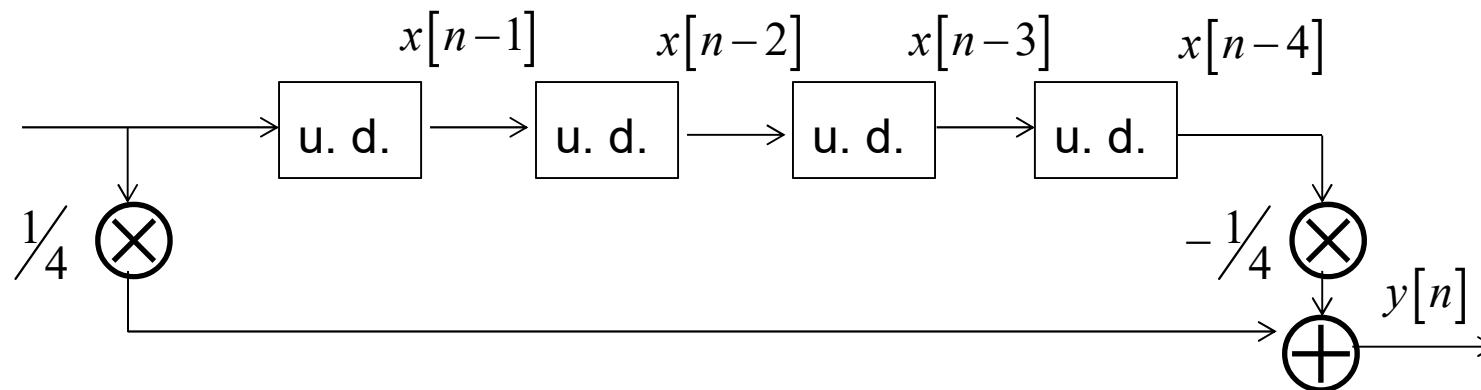 x[n−1] x[n−2] x[n−3] x[n−4]
u. d. u. d. u. d. u. d.
1/4 −1/4
y[n]